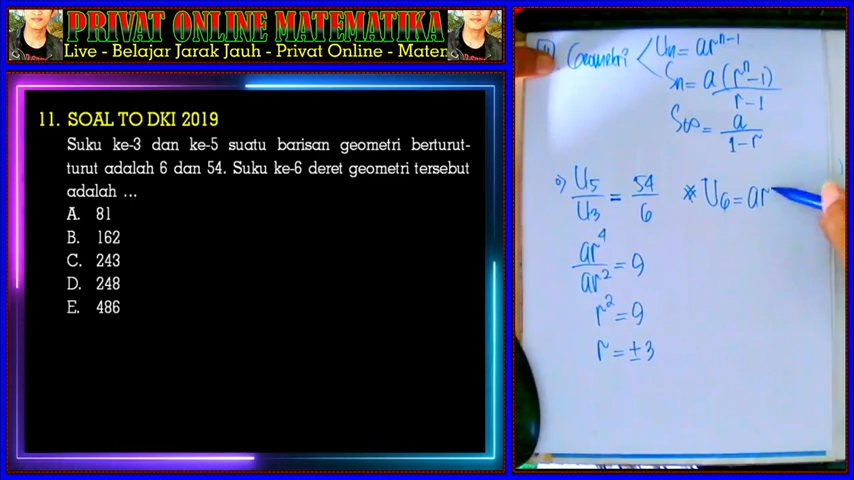 PRIVAT ONLINE MATEMATIKA
Live - Belajar Jarak Jauh - Privat Online - Mater
11. SOAL TO DKI 2019
Suku ke-3 dan ke-5 suatu barisan geometri berturut-
turut adalah 6 dan 54. Suku ke-6 deret geometri tersebut
adalah ...
A. 81
B. 162
C. 243
D. 248
E. 486
11 Geometri < Un = ar^n-1
Sn = a(r^n-1) / r-1
S∞ = a / 1-r
•) U5/U3 = 54/6
* U6 = ar
ar^4/ar^2 = 9
r^2 = 9
r = ±3